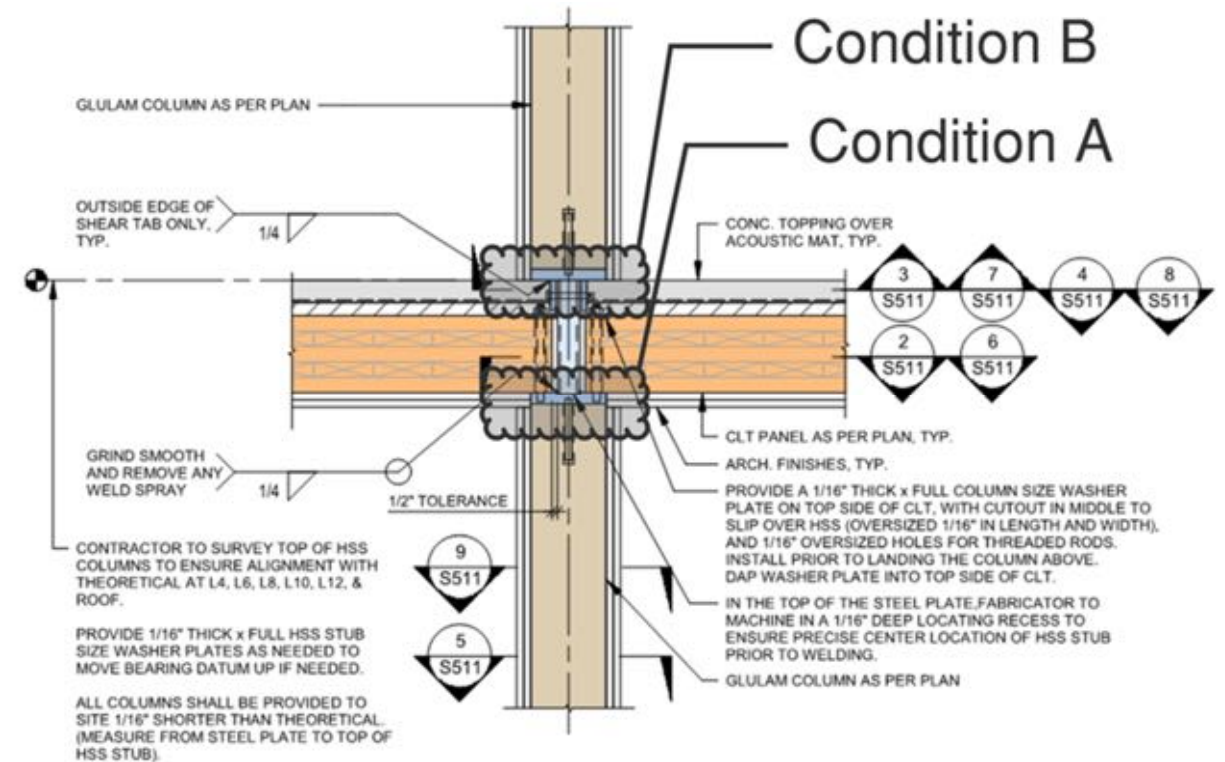 Condition B
Condition A
GLULAM COLUMN AS PER PLAN
OUTSIDE EDGE OF
SHEAR TAB ONLY,
TYP.
1/4
CONC. TOPPING OVER
ACOUSTIC MAT, TYP.
3
S511
7
S511
4
S511
8
S511
2
S511
6
S511
GRIND SMOOTH
AND REMOVE ANY
WELD SPRAY
1/4
1/2" TOLERANCE
CLT PANEL AS PER PLAN, TYP.
ARCH. FINISHES, TYP.
PROVIDE A 1/16" THICK x FULL COLUMN SIZE WASHER
PLATE ON TOP SIDE OF CLT, WITH CUTOUT IN MIDDLE TO
SLIP OVER HSS (OVERSIZED 1/16" IN LENGTH AND WIDTH),
AND 1/16" OVERSIZED HOLES FOR THREADED RODS.
INSTALL PRIOR TO LANDING THE COLUMN ABOVE.
DAP WASHER PLATE INTO TOP SIDE OF CLT.
IN THE TOP OF THE STEEL PLATE,FABRICATOR TO
MACHINE IN A 1/16" DEEP LOCATING RECESS TO
ENSURE PRECISE CENTER LOCATION OF HSS STUB
PRIOR TO WELDING.
GLULAM COLUMN AS PER PLAN
CONTRACTOR TO SURVEY TOP OF HSS
COLUMNS TO ENSURE ALIGNMENT WITH
THEORETICAL AT L4, L6, L8, L10, L12, &
ROOF.
PROVIDE 1/16" THICK x FULL HSS STUB
SIZE WASHER PLATES AS NEEDED TO
MOVE BEARING DATUM UP IF NEEDED.
ALL COLUMNS SHALL BE PROVIDED TO
SITE 1/16" SHORTER THAN THEORETICAL.
(MEASURE FROM STEEL PLATE TO TOP OF
HSS STUB).
9
S511
5
S511